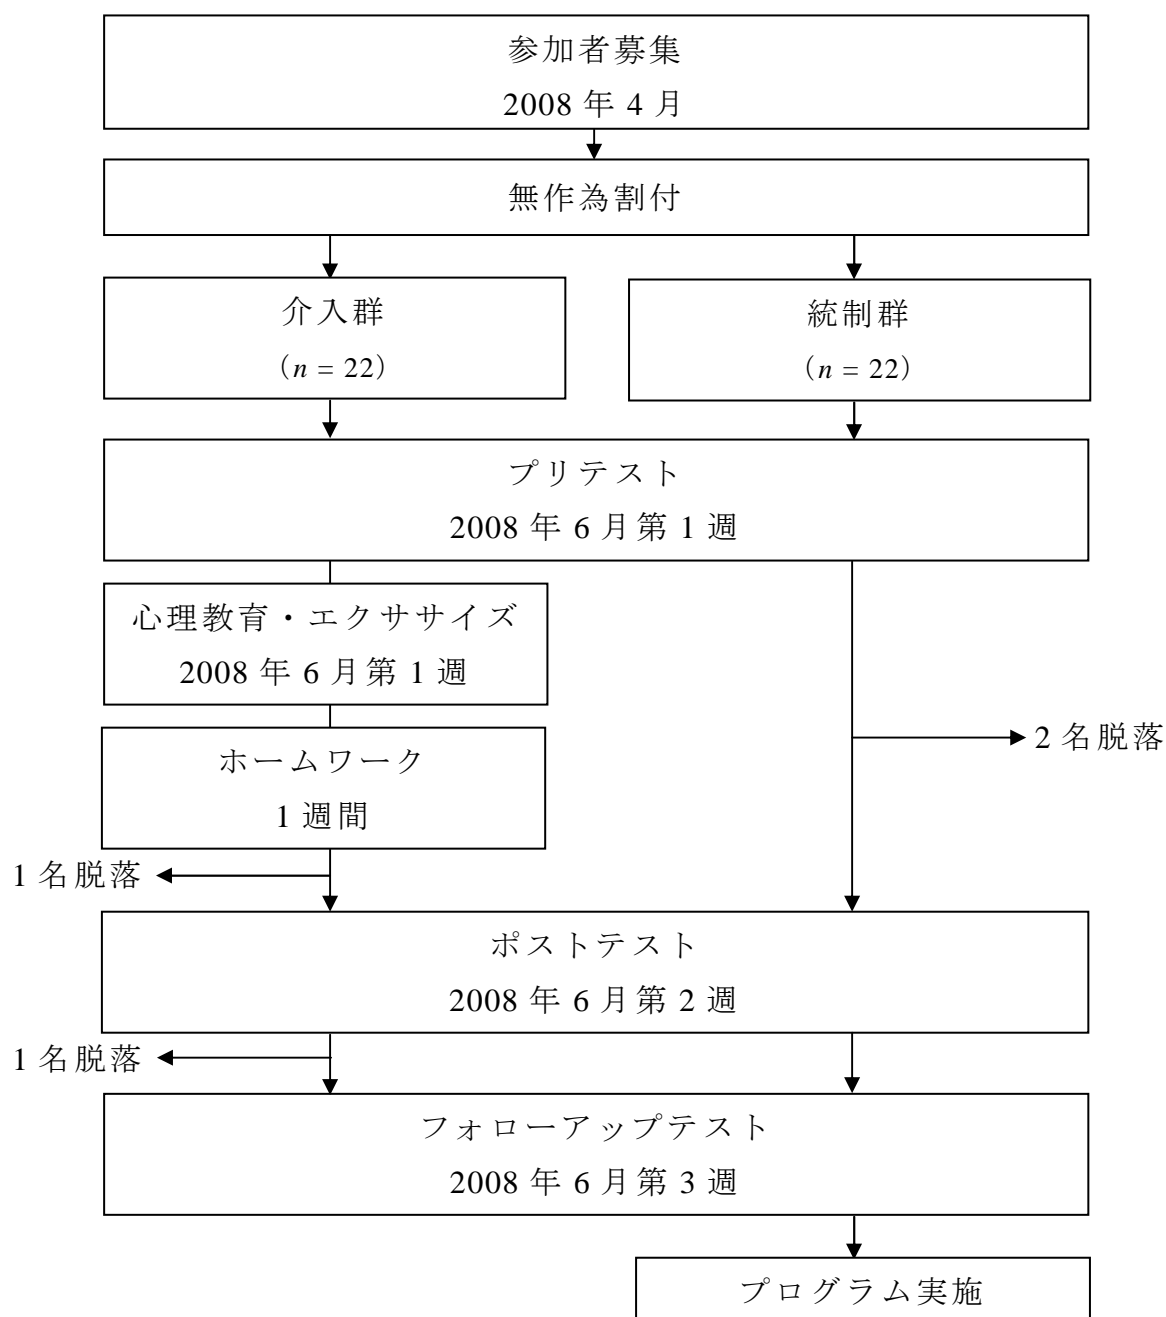 参加者募集
2008 年 4 月
無作為割付
介入群
（n = 22）
統制群
（n = 22）
プリテスト
2008 年 6 月第 1 週
心理教育・エクササイズ
2008 年 6 月第 1 週
2 名脱落
ホームワーク
1 週間
1 名脱落
ポストテスト
2008 年 6 月第 2 週
1 名脱落
フォローアップテスト
2008 年 6 月第 3 週
プログラム実施